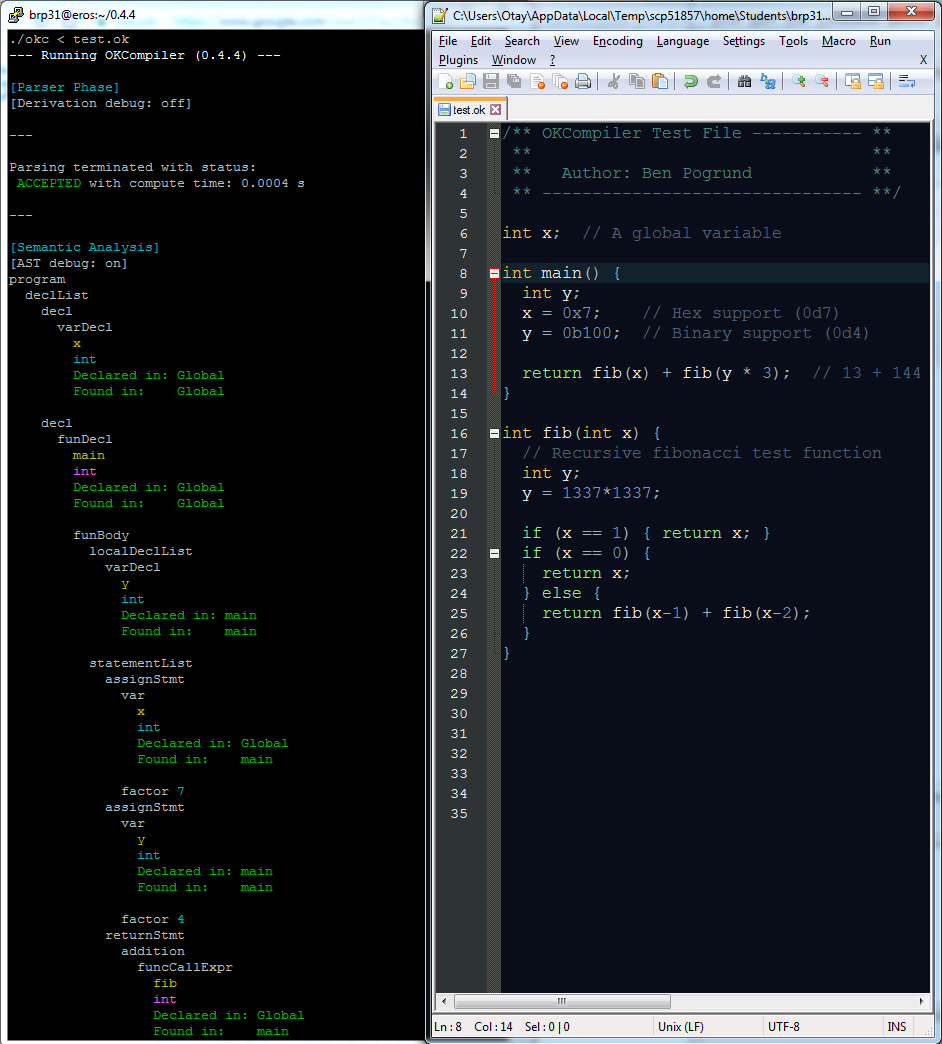 brp31@eros:~/0.4.4
./okc < test.ok
--- Running OKCompiler (0.4.4) ---
[Parser Phase]
[Derivation debug: off]
---
Parsing terminated with status:
ACCEPTED with compute time: 0.0004 s
---
[Semantic Analysis]
[AST debug: on]
program
declList
decl
varDecl
x
int
Declared in: Global
Found in:    Global
decl
funDecl
main
int
Declared in: Global
Found in:    Global
funBody
localDeclList
varDecl
y
int
Declared in: main
Found in:    main
statementList
assignStmt
var
x
int
Declared in: Global
Found in:    main
factor 7
assignStmt
var
y
int
Declared in: main
Found in:    main
factor 4
returnStmt
addition
funcCallExpr
fib
int
Declared in: Global
Found in:    main
C:\Users\Otay\AppData\Local\Temp\scp51857\home\Students\brp31...
File Edit Search View Encoding Language Settings Tools Macro Run
Plugins Window ? X
test.ok
1 /** OKCompiler Test File ----------- **
2 ** **
3 ** Author: Ben Pogrund **
4 ** -------------------------------- **/
5
6 int x;  // A global variable
7
8 int main() {
9 int y;
10 x = 0x7;    // Hex support (0d7)
11 y = 0b100;  // Binary support (0d4)
12
13 return fib(x) + fib(y * 3);  // 13 + 144
14 }
15
16 int fib(int x) {
17 // Recursive fibonacci test function
18 int y;
19 y = 1337*1337;
20
21 if (x == 1) { return x; }
22 if (x == 0) {
23 return x;
24 } else {
25 return fib(x-1) + fib(x-2);
26 }
27 }
28
29
30
31
32
33
34
35
Ln:8 Col:14 Sel:0|0 Unix (LF) UTF-8 INS